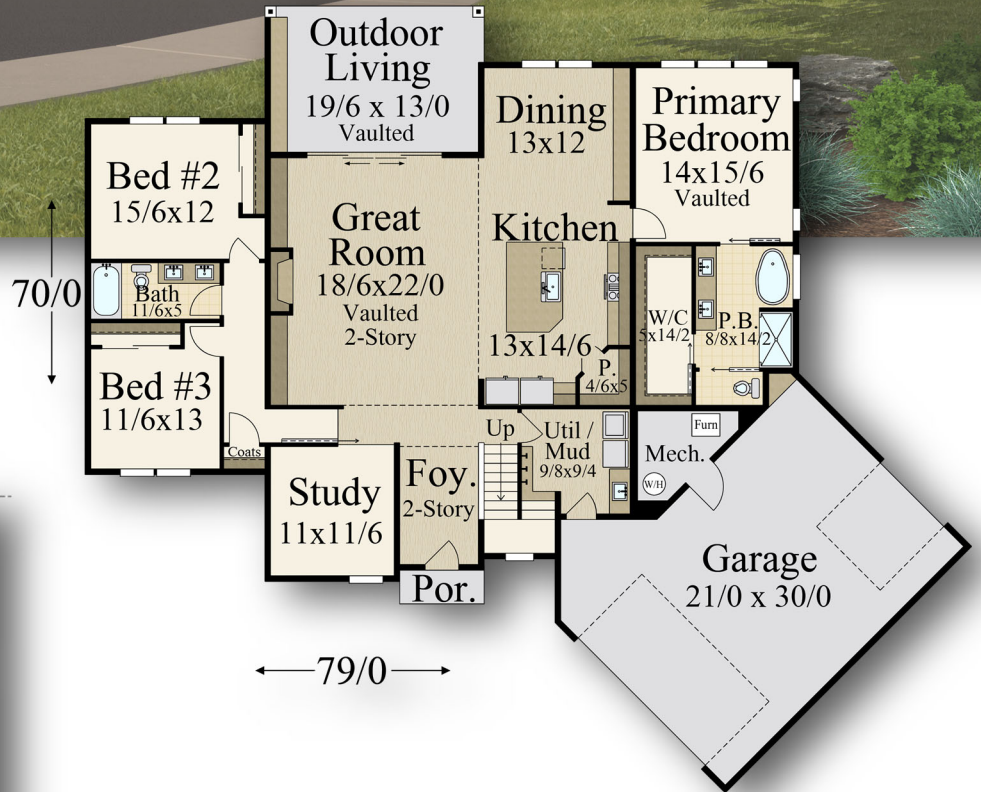 Outdoor
Living
19/6 x 13/0
Vaulted
Dining
13x12
Primary
Bedroom
14x15/6
Vaulted
Bed #2
15/6x12
Great
Room
18/6x22/0
Vaulted
2-Story
Kitchen
13x14/6
70/0
Bath
11/6x5
W/C
5x14/2
P.B.
8/8x14/2
P.
4/6x5
Bed #3
11/6x13
Coats
Up
Util /
Mud
9/8x9/4
Furn
Mech.
W/H
Study
11x11/6
Foy.
2-Story
Por.
Garage
21/0 x 30/0
79/0